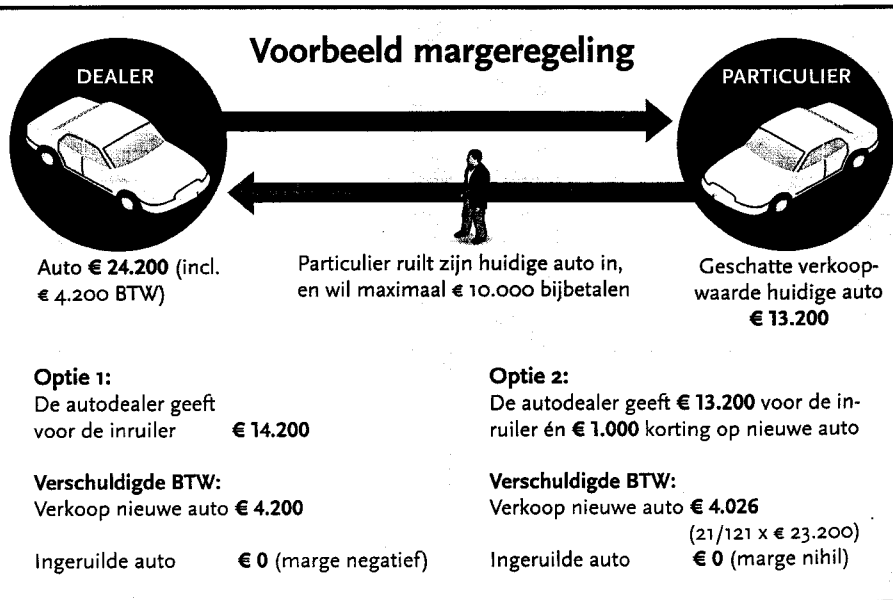 Voorbeeld margeregeling
DEALER
PARTICULIER
Auto € 24.200 (incl.
€ 4.200 BTW)
Particulier ruilt zijn huidige auto in,
en wil maximaal € 10.000 bijbetalen
Geschatte verkoop-
waarde huidige auto
€ 13.200
Optie 1:
De autodealer geeft
voor de inruiler € 14.200
Verschuldigde BTW:
Verkoop nieuwe auto € 4.200
Ingeruilde auto € 0 (marge negatief)
Optie 2:
De autodealer geeft € 13.200 voor de in-
ruiler én € 1.000 korting op nieuwe auto
Verschuldigde BTW:
Verkoop nieuwe auto € 4.026
(21/121 x € 23.200)
Ingeruilde auto € 0 (marge nihil)